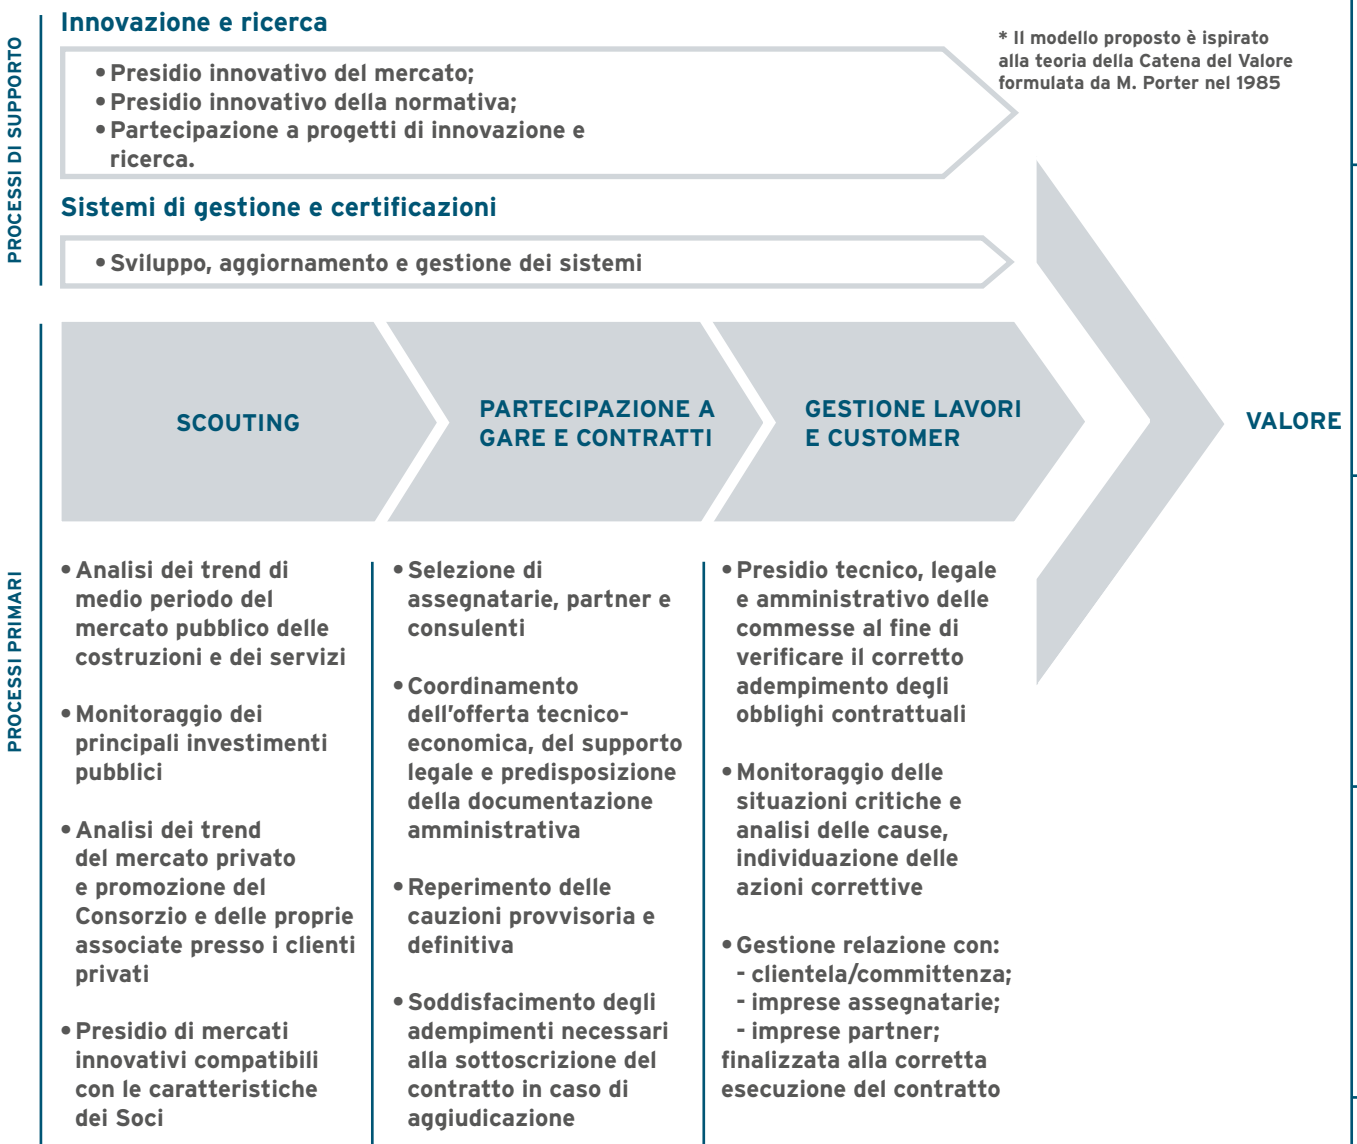 PROCESSI DI SUPPORTO
Innovazione e ricerca
• Presidio innovativo del mercato;
• Presidio innovativo della normativa;
• Partecipazione a progetti di innovazione e
ricerca.
* Il modello proposto è ispirato
alla teoria della Catena del Valore
formulata da M. Porter nel 1985
Sistemi di gestione e certificazioni
• Sviluppo, aggiornamento e gestione dei sistemi
PROCESSI PRIMARI
SCOUTING
PARTECIPAZIONE A
GARE E CONTRATTI
GESTIONE LAVORI
E CUSTOMER
VALORE
• Analisi dei trend di
medio periodo del
mercato pubblico delle
costruzioni e dei servizi
• Monitoraggio dei
principali investimenti
pubblici
• Analisi dei trend
del mercato privato
e promozione del
Consorzio e delle proprie
associate presso i clienti
privati
• Presidio di mercati
innovativi compatibili
con le caratteristiche
dei Soci
• Selezione di
assegnatarie, partner e
consulenti
• Coordinamento
dell'offerta tecnico-
economica, del supporto
legale e predisposizione
della documentazione
amministrativa
• Reperimento delle
cauzioni provvisoria e
definitiva
• Soddisfacimento degli
adempimenti necessari
alla sottoscrizione del
contratto in caso di
aggiudicazione
• Presidio tecnico, legale
e amministrativo delle
commesse al fine di
verificare il corretto
adempimento degli
obblighi contrattuali
• Monitoraggio delle
situazioni critiche e
analisi delle cause,
individuazione delle
azioni correttive
• Gestione relazione con:
- clientela/committenza;
- imprese assegnatarie;
- imprese partner;
finalizzata alla corretta
esecuzione del contratto